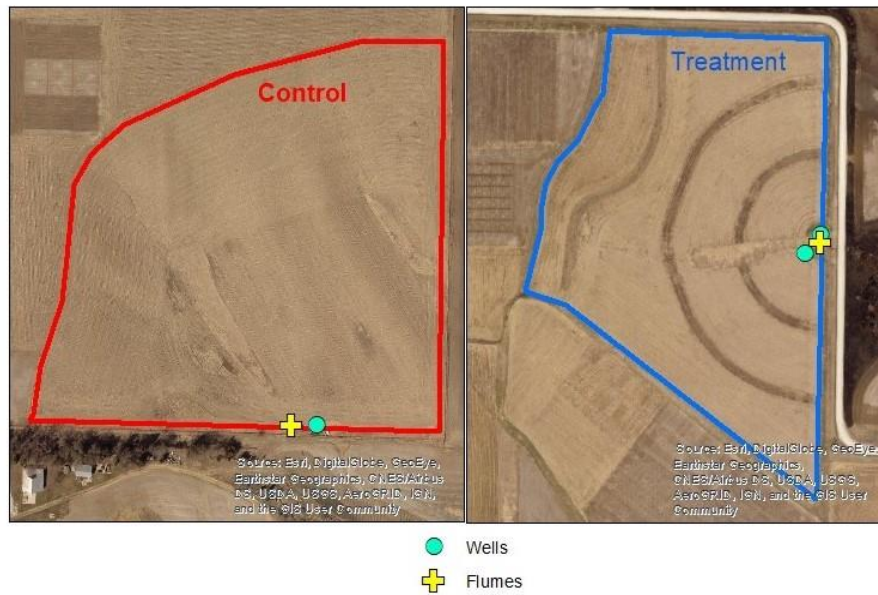 Control
Treatment
Source: Esri, DigitalGlobe, GeoEye,
Earthstar Geographics,
CNES/Airbus
DS, USDA, USGS,
AeroGRID, IGN,
and the GIS User
Community
Source: Esri, DigitalGlobe, GeoEye,
Earthstar Geographics,
CNES/Airbus DS, USDA, USGS,
AeroGRID, IGN, and the GIS User
Community
Wells
Flumes